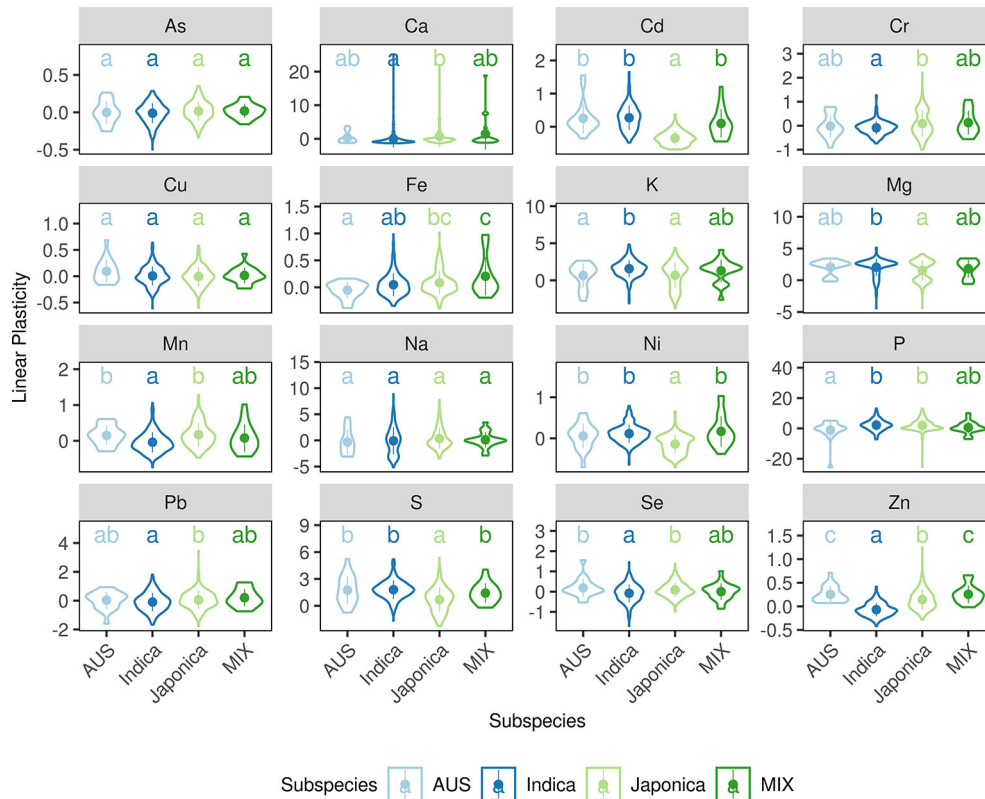 As Ca Cd Cr
a a a a ab a b ab b b a b ab a b ab
0.5 0.0 -0.5 20 10 0 2 1 0 3 2 1 0 -1
Cu Fe K Mg
a a a a a ab bc c a b a ab ab b a ab
1.0 0.5 0.0 -0.5 1.5 1.0 0.5 0.0 10 5 0 10 5 0 -5
Linear Plasticity
Mn Na Ni P
b a b ab a a a a b b a b a b b ab
2 1 0 15 10 5 0 -5 1 0 40 20 0 -20
Pb S Se Zn
ab a b ab b b a b b a ab ab c a b c
4 2 0 -2 9 6 3 0 3 2 1 0 -1 1.5 1.0 0.5 0.0 -0.5
AUS Indica Japonica MIX AUS Indica Japonica MIX AUS Indica Japonica MIX AUS Indica Japonica MIX
Subspecies
Subspecies a AUS a Indica a Japonica a MIX